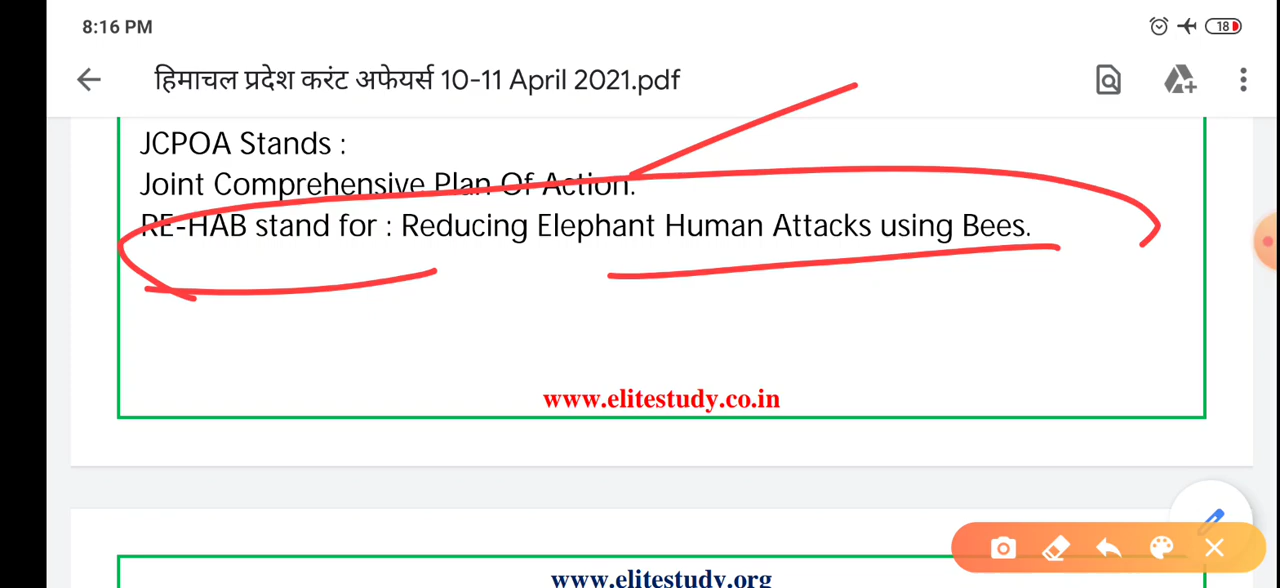 8:16 PM
18
हिमाचल प्रदेश करंट अफेयर्स 10-11 April 2021.pdf
JCPOA Stands :
Joint Comprehensive Plan Of Action.
RE-HAB stand for : Reducing Elephant Human Attacks using Bees.
www.elitestudy.co.in
www.elitestudy.org